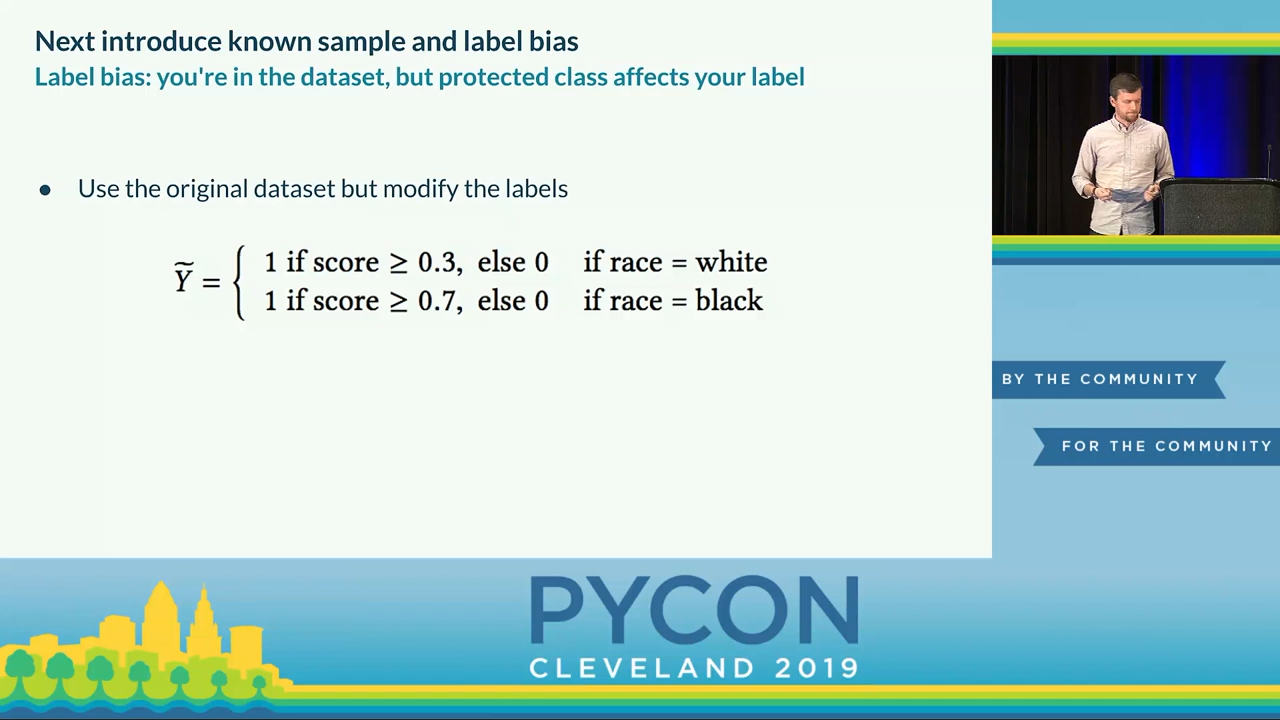 Next introduce known sample and label bias
Label bias: you're in the dataset, but protected class affects your label
● Use the original dataset but modify the labels
Ỹ = { 1 if score ≥ 0.3, else 0 if race = white
1 if score ≥ 0.7, else 0 if race = black
BY THE COMMUNITY
FOR THE COMMUNITY
PYCON
CLEVELAND 2019